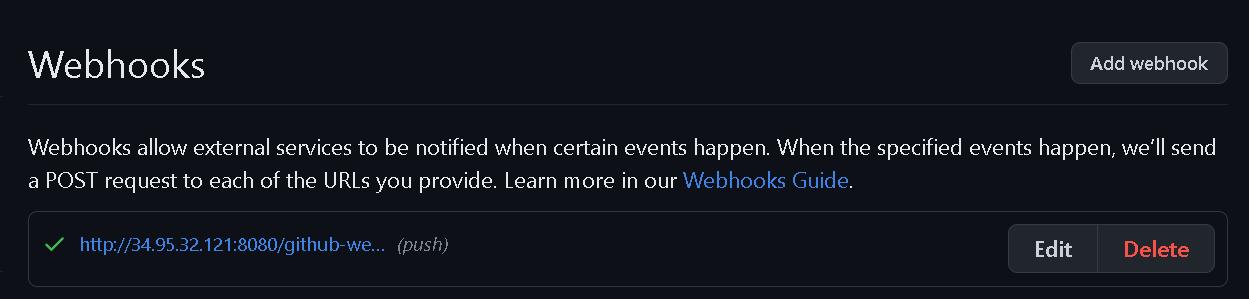 Webhooks
Add webhook
Webhooks allow external services to be notified when certain events happen. When the specified events happen, we’ll send
a POST request to each of the URLs you provide. Learn more in our Webhooks Guide.
http://34.95.32.121:8080/github-we... (push)
Edit
Delete